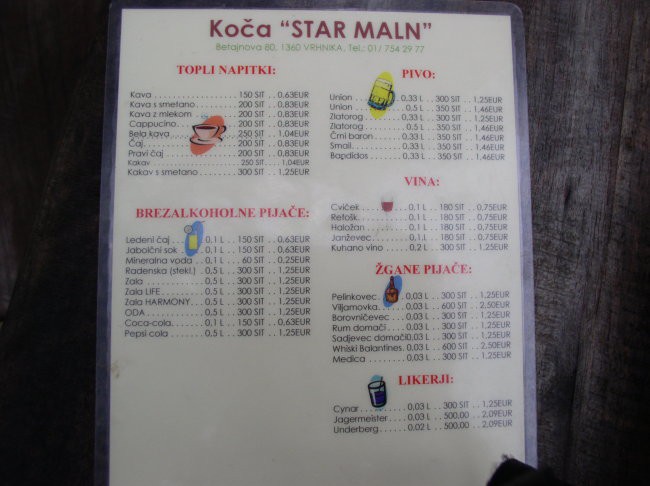 Koča “STAR MALN”
Betajnova 80, 1360 VRHNIKA, Tel.: 01/ 754 29 77
TOPLI NAPITKI:
Kava 150 SIT . . 0,63EUR
Kava s smetano 200 SIT . . 0,83EUR
Kava z mlekom 200 SIT . . 0,83EUR
Cappucino 200 SIT . . 0,83EUR
Bela kava 250 SIT . . 1,04EUR
Čaj 200 SIT . . 0,83EUR
Pravi čaj 200 SIT . . 0,83EUR
Kakav 250 SIT . . 1,04EUR
Kakav s smetano 300 SIT . . 1,25EUR
BREZALKOHOLNE PIJAČE:
Ledeni čaj 0,1 L . . 150 SIT . . 0,63EUR
Jabolčni sok 0,1 L . . 150 SIT . . 0,63EUR
Mineralna voda 0,1 L . . 60 SIT . . 0,25EUR
Radenska (stekl.) 0,5 L . . 300 SIT . . 1,25EUR
Zala 0,5 L . . 300 SIT . . 1,25EUR
Zala LIFE 0,5 L . . 300 SIT . . 1,25EUR
Zala HARMONY 0,5 L . . 300 SIT . . 1,25EUR
ODA 0,5 L . . 300 SIT . . 1,25EUR
Coca-cola 0,1 L . . 150 SIT . . 0,63EUR
Pepsi cola 0,5 L . . 300 SIT . . 1,25EUR
PIVO:
Union 0,33 L . . 300 SIT . . 1,25EUR
Union 0,5 L . . 350 SIT . . 1,46EUR
Zlatorog 0,33 L . . 300 SIT . . 1,25EUR
Zlatorog 0,5 L . . 350 SIT . . 1,46EUR
Črni baron 0,33 L . . 350 SIT . . 1,46EUR
Smail 0,33 L . . 350 SIT . . 1,46EUR
Bandidos 0,33 L . . 350 SIT . . 1,46EUR
VINA:
Cviček 0,1 L . . 180 SIT . . 0,75EUR
Refošk 0,1 L . . 180 SIT . . 0,75EUR
Haložan 0,1 L . . 180 SIT . . 0,75EUR
Janževec 0,1 L . . 180 SIT . . 0,75EUR
Kuhano vino 0,2 L . . 300 SIT . . 1,25EUR
ŽGANE PIJAČE:
Pelinkovec 0,03 L . . 300 SIT . . 1,25EUR
Viljamovka 0,03 L . . 600 SIT . . 2,50EUR
Borovničevec 0,03 L . . 300 SIT . . 1,25EUR
Rum domači 0,03 L . . 300 SIT . . 1,25EUR
Sadjevec domači 0,03 L . . 300 SIT . . 1,25EUR
Whiski Balantines 0,03 L . . 600 SIT . . 2,50EUR
Medica 0,03 L . . 300 SIT . . 1,25EUR
LIKERJI:
Cynar 0,03 L . . 300 SIT . . 1,25EUR
Jagermeister 0,03 L . . 500,00 . . 2,09EUR
Underberg 0,02 L . . 500,00 . . 2,09EUR